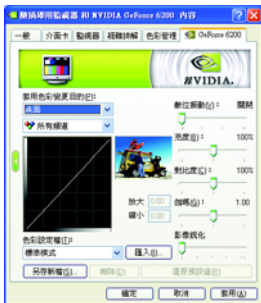 隨插即用監視器 和 NVIDIA GeForce 6200 內容
一般 介面卡 監視器 疑難排解 色彩管理 GeForce 6200
NVIDIA.
套用色彩變更目的(P):
桌面
所有頻道
數位振動(V): 關閉
亮度(B): 100%
對比度(C): 100%
伽瑪(G): 1.00
影像銳化
放大 0.00
縮小 0.00
色彩設定檔(T):
標準模式
匯入(I)...
另存新檔(S)...
刪除(D)
還原預設值(R)
確定
取消
套用(A)